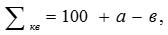 ∑ кв = 100 + а – в,